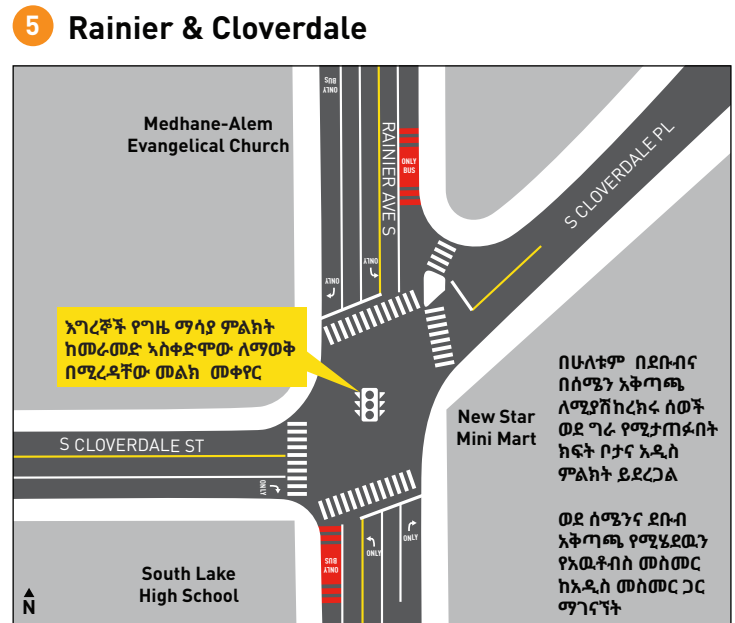 5 Rainier & Cloverdale
Medhane-Alem
Evangelical Church
BUS
ONLY
RAINIER AVE S
ONLY
BUS
S CLOVERDALE PL
ONLY
ONLY
እግረኞች የግዜ ማሳያ ምልክት
ከመራመድ ኣስቀድሞው ለማወቅ
በሚረዳቸው መልክ መቀየር
S CLOVERDALE ST
ONLY
New Star
Mini Mart
በሁለቱም በደቡብና
በሰሜን አቅጣጫ
ለሚያሽከረክሩ ሰወች
ወደ ግራ የሚታጠፉበት
ክፍት ቦታና አዲስ
ምልክት ይደረጋል
ወደ ሰሜንና ደቡብ
አቅጣጫ የሚሄደዉን
የአዉቶብስ መስመር
ከአዲስ መስመር ጋር
ማገናኘት
BUS
ONLY
ONLY
ONLY
South Lake
High School
N